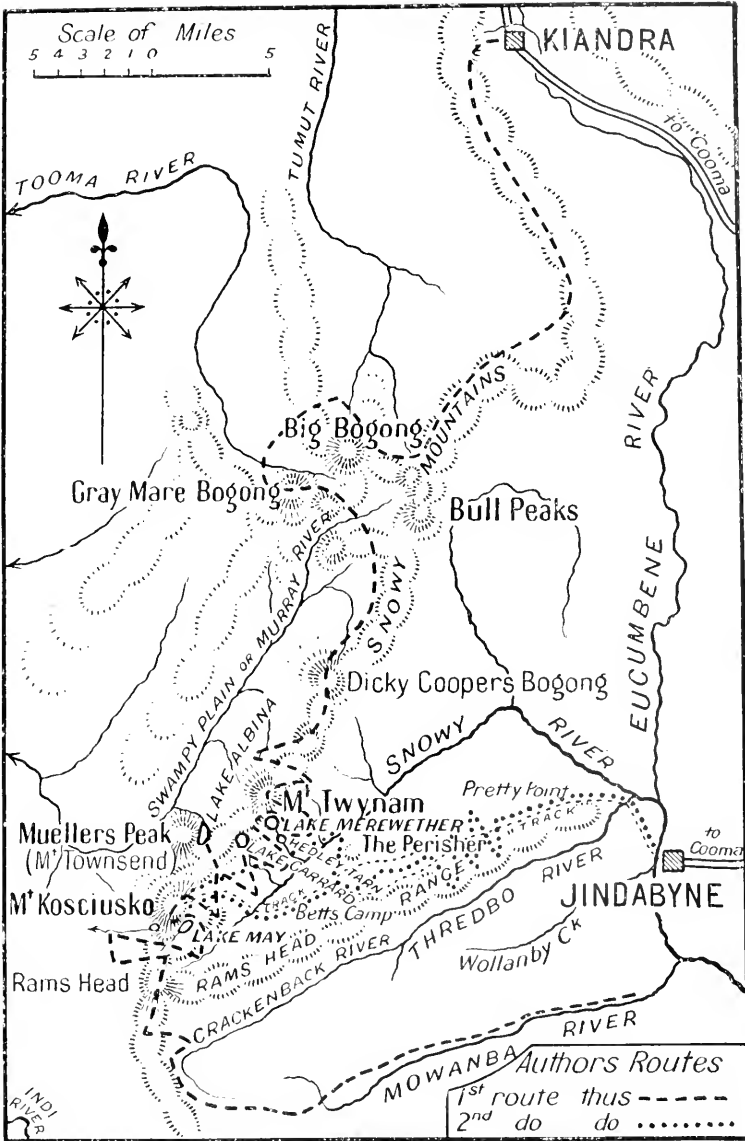 Scale of Miles
5 4 3 2 1 0 5
KIANDRA
to Cooma
TUMUT RIVER
TOOMA RIVER
MOUNTAINS
Big Bogong
Gray Mare Bogong
Bull Peaks
EUCUMBENE RIVER
SWAMPY PLAIN OR MURRAY RIVER
SNOWY
Dicky Coopers Bogong
LAKE ALBINA
SNOWY RIVER
Pretty Point
Mt Twynam
Muellers Peak
(Mt Townsend)
LAKE MEREWETHER
HEDLEY TARN
The Perisher
TRACK
LAKE GARRARD
to Cooma
JINDABYNE
Mt Kosciusko
TRACK
Betts Camp
LAKE MAY
RAMS HEAD RANGE
THREDBO RIVER
Rams Head
Wollanby Ck
CRACKENBACK RIVER
MOWANBA RIVER
INDI RIVER
Authors Routes
1st route thus
2nd do do